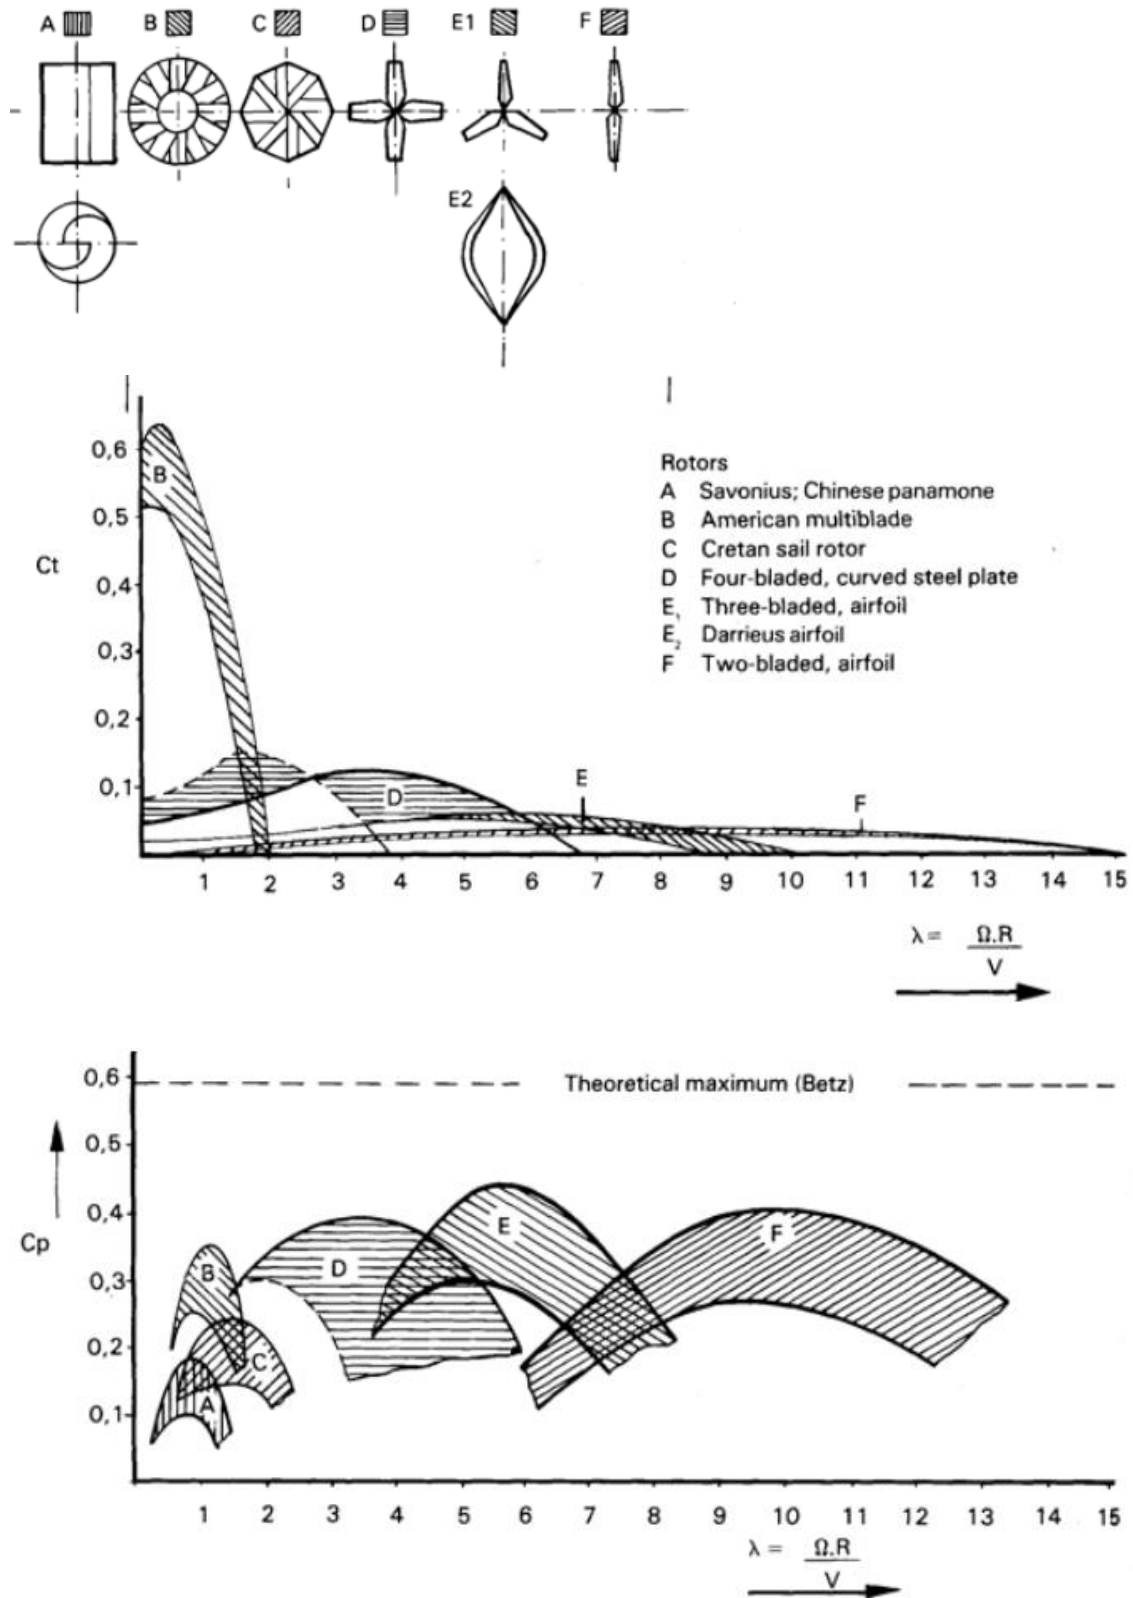 A B C D E1 F
E2
0,6
B
0,5
Ct
0,4
0,3
0,2
0,1
D
E
F
Rotors
A Savonius; Chinese panamone
B American multiblade
C Cretan sail rotor
D Four-bladed, curved steel plate
E₁ Three-bladed, airfoil
E₂ Darrieus airfoil
F Two-bladed, airfoil
1 2 3 4 5 6 7 8 9 10 11 12 13 14 15
λ = Ω.R
V
0,6
Theoretical maximum (Betz)
0,5
0,4
Cp
0,3
0,2
0,1
A
B
C
D
E
F
1 2 3 4 5 6 7 8 9 10 11 12 13 14 15
λ = Ω.R
V